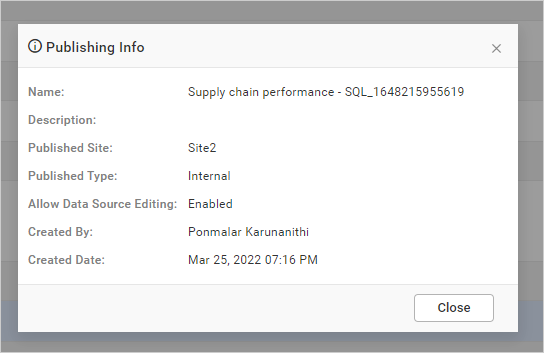 Publishing Info
Name: Supply chain performance - SQL_1648215955619
Description:
Published Site: Site2
Published Type: Internal
Allow Data Source Editing: Enabled
Created By: Ponmalar Karunanithi
Created Date: Mar 25, 2022 07:16 PM
Close